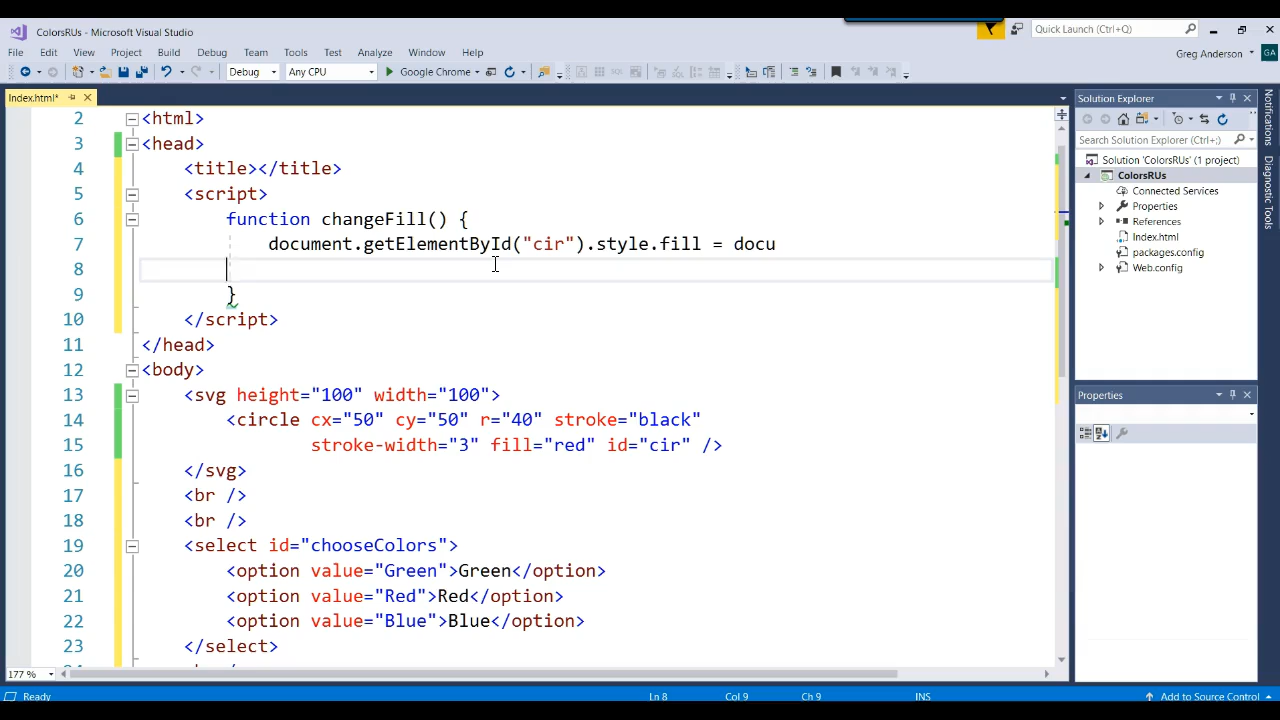 ColorsRUs - Microsoft Visual Studio
Quick Launch (Ctrl+Q)
File Edit View Project Build Debug Team Tools Test Analyze Window Help
Greg Anderson
GA
Debug Any CPU Google Chrome
Index.html*
Solution Explorer
Search Solution Explorer (Ctrl+;)
Solution 'ColorsRUs' (1 project)
ColorsRUs
Connected Services
Properties
References
Index.html
packages.config
Web.config
Notifications
Diagnostic Tools
Properties
2 <html>
3 <head>
4 <title></title>
5 <script>
6 function changeFill() {
7 document.getElementById("cir").style.fill = docu
8
9 }
10 </script>
11 </head>
12 <body>
13 <svg height="100" width="100">
14 <circle cx="50" cy="50" r="40" stroke="black"
15 stroke-width="3" fill="red" id="cir" />
16 </svg>
17 <br />
18 <br />
19 <select id="chooseColors">
20 <option value="Green">Green</option>
21 <option value="Red">Red</option>
22 <option value="Blue">Blue</option>
23 </select>
177 %
Ready Ln 8 Col 9 Ch 9 INS Add to Source Control